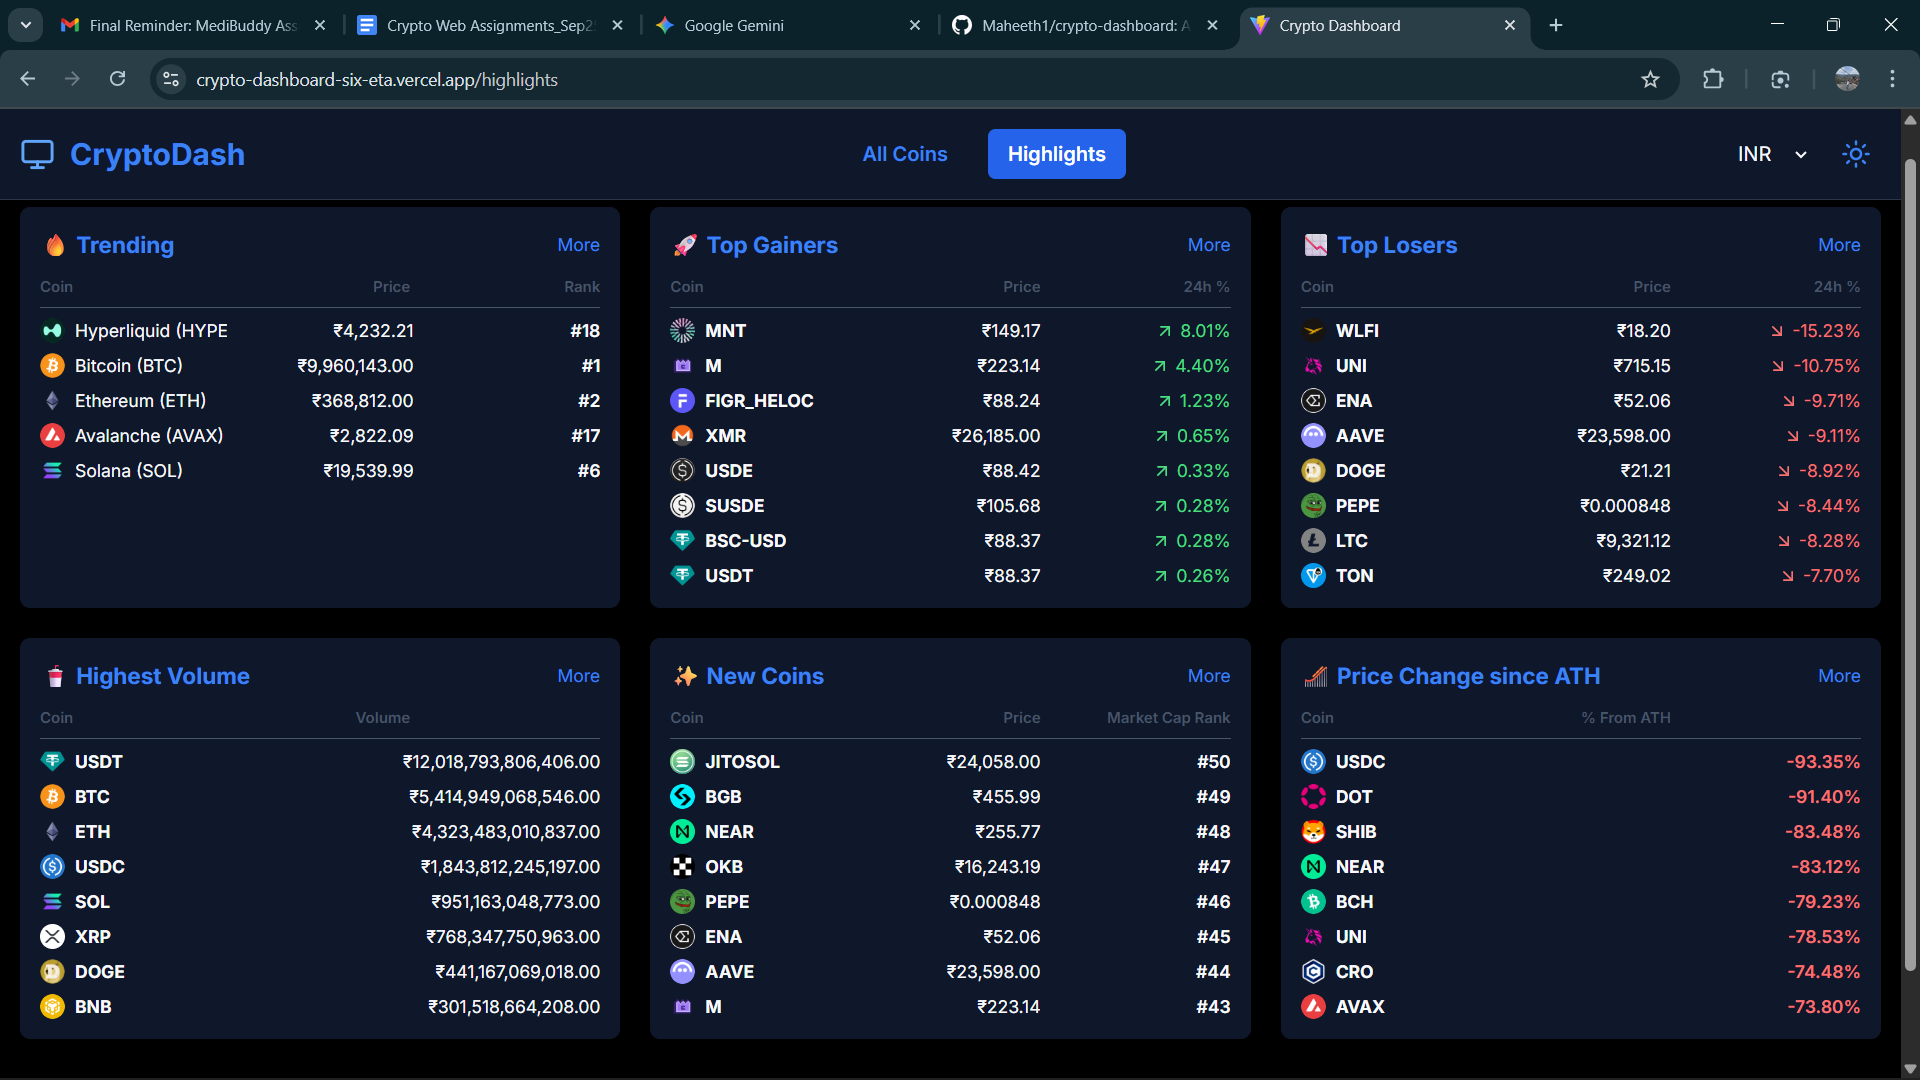 Final Reminder: MediBuddy Ass
Crypto Web Assignments_Sep25
Google Gemini
Maheeth1/crypto-dashboard: A
Crypto Dashboard
crypto-dashboard-six-eta.vercel.app/highlights
CryptoDash
All Coins
Highlights
INR
Trending
More
Coin Price Rank
Hyperliquid (HYPE ₹4,232.21 #18
Bitcoin (BTC) ₹9,960,143.00 #1
Ethereum (ETH) ₹368,812.00 #2
Avalanche (AVAX) ₹2,822.09 #17
Solana (SOL) ₹19,539.99 #6
Top Gainers
More
Coin Price 24h %
MNT ₹149.17 8.01%
M ₹223.14 4.40%
FIGR_HELOC ₹88.24 1.23%
XMR ₹26,185.00 0.65%
USDE ₹88.42 0.33%
SUSDE ₹105.68 0.28%
BSC-USD ₹88.37 0.28%
USDT ₹88.37 0.26%
Top Losers
More
Coin Price 24h %
WLFI ₹18.20 -15.23%
UNI ₹715.15 -10.75%
ENA ₹52.06 -9.71%
AAVE ₹23,598.00 -9.11%
DOGE ₹21.21 -8.92%
PEPE ₹0.000848 -8.44%
LTC ₹9,321.12 -8.28%
TON ₹249.02 -7.70%
Highest Volume
More
Coin Volume
USDT ₹12,018,793,806,406.00
BTC ₹5,414,949,068,546.00
ETH ₹4,323,483,010,837.00
USDC ₹1,843,812,245,197.00
SOL ₹951,163,048,773.00
XRP ₹768,347,750,963.00
DOGE ₹441,167,069,018.00
BNB ₹301,518,664,208.00
New Coins
More
Coin Price Market Cap Rank
JITOSOL ₹24,058.00 #50
BGB ₹455.99 #49
NEAR ₹255.77 #48
OKB ₹16,243.19 #47
PEPE ₹0.000848 #46
ENA ₹52.06 #45
AAVE ₹23,598.00 #44
M ₹223.14 #43
Price Change since ATH
More
Coin % From ATH
USDC -93.35%
DOT -91.40%
SHIB -83.48%
NEAR -83.12%
BCH -79.23%
UNI -78.53%
CRO -74.48%
AVAX -73.80%